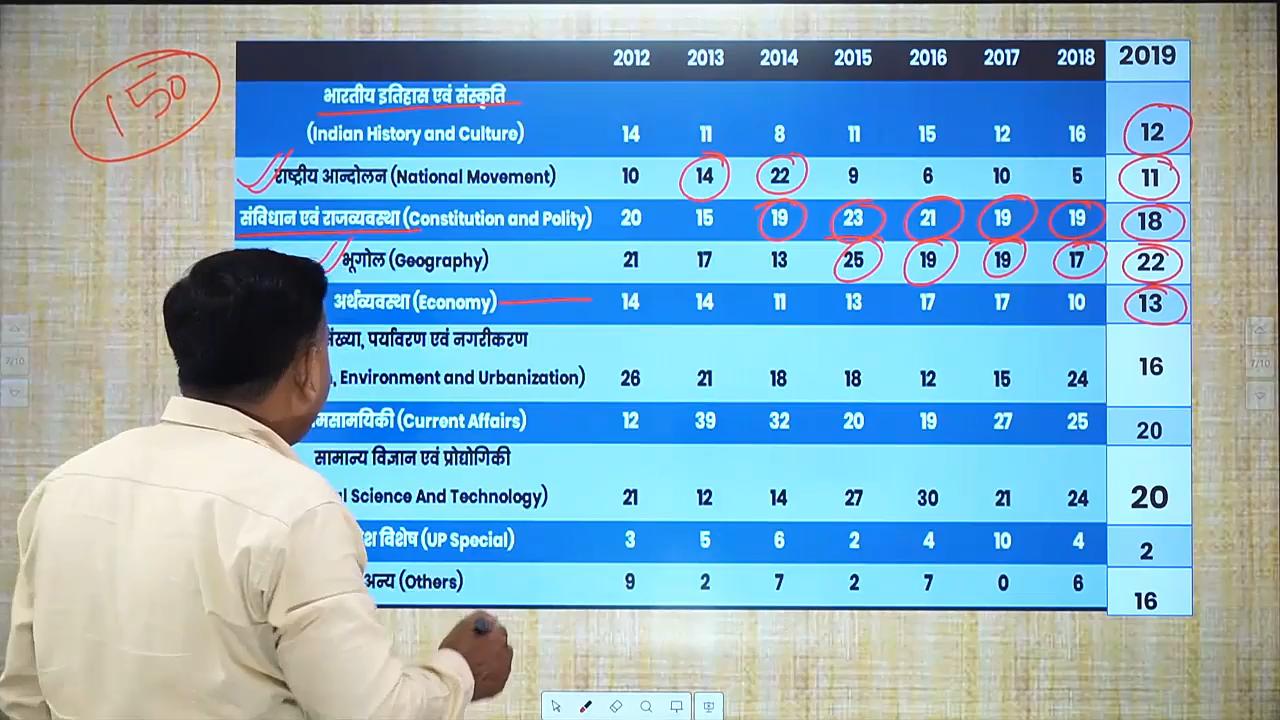 150
2012 2013 2014 2015 2016 2017 2018 2019
भारतीय इतिहास एवं संस्कृति
(Indian History and Culture) 14 11 8 11 15 12 16 12
राष्ट्रीय आन्दोलन (National Movement) 10 14 22 9 6 10 5 11
संविधान एवं राजव्यवस्था (Constitution and Polity) 20 15 19 23 21 19 19 18
भूगोल (Geography) 21 17 13 25 19 19 17 22
अर्थव्यवस्था (Economy) 14 14 11 13 17 17 10 13
पर्यावरण एवं नगरीकरण
Environment and Urbanization) 26 21 18 18 12 15 24 16
(Current Affairs) 12 39 32 20 19 27 25 20
सामान्य विज्ञान एवं प्रोद्योगिकी
Science And Technology) 21 12 14 27 30 21 24 20
विशेष (UP Special) 3 5 6 2 4 10 4 2
अन्य (Others) 9 2 7 2 7 0 6 16
7/10
7/10